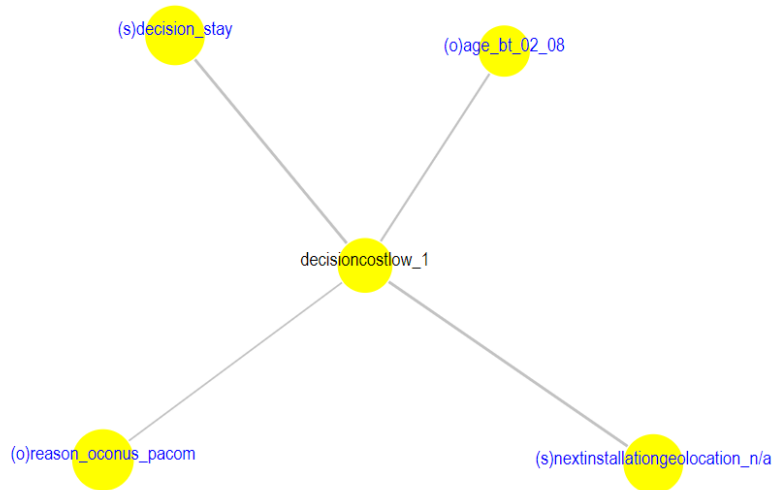 (s)decision_stay
(o)age_bt_02_08
decisioncostlow_1
(o)reason_oconus_pacom
(s)nextinstallationgeolocation_n/a